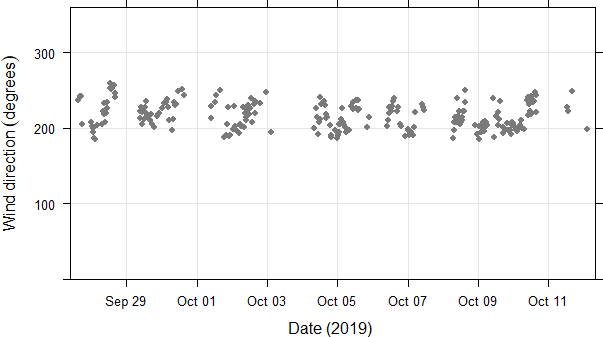 300
200
100
Wind direction (degrees)
Sep 29 Oct 01 Oct 03 Oct 05 Oct 07 Oct 09 Oct 11
Date (2019)